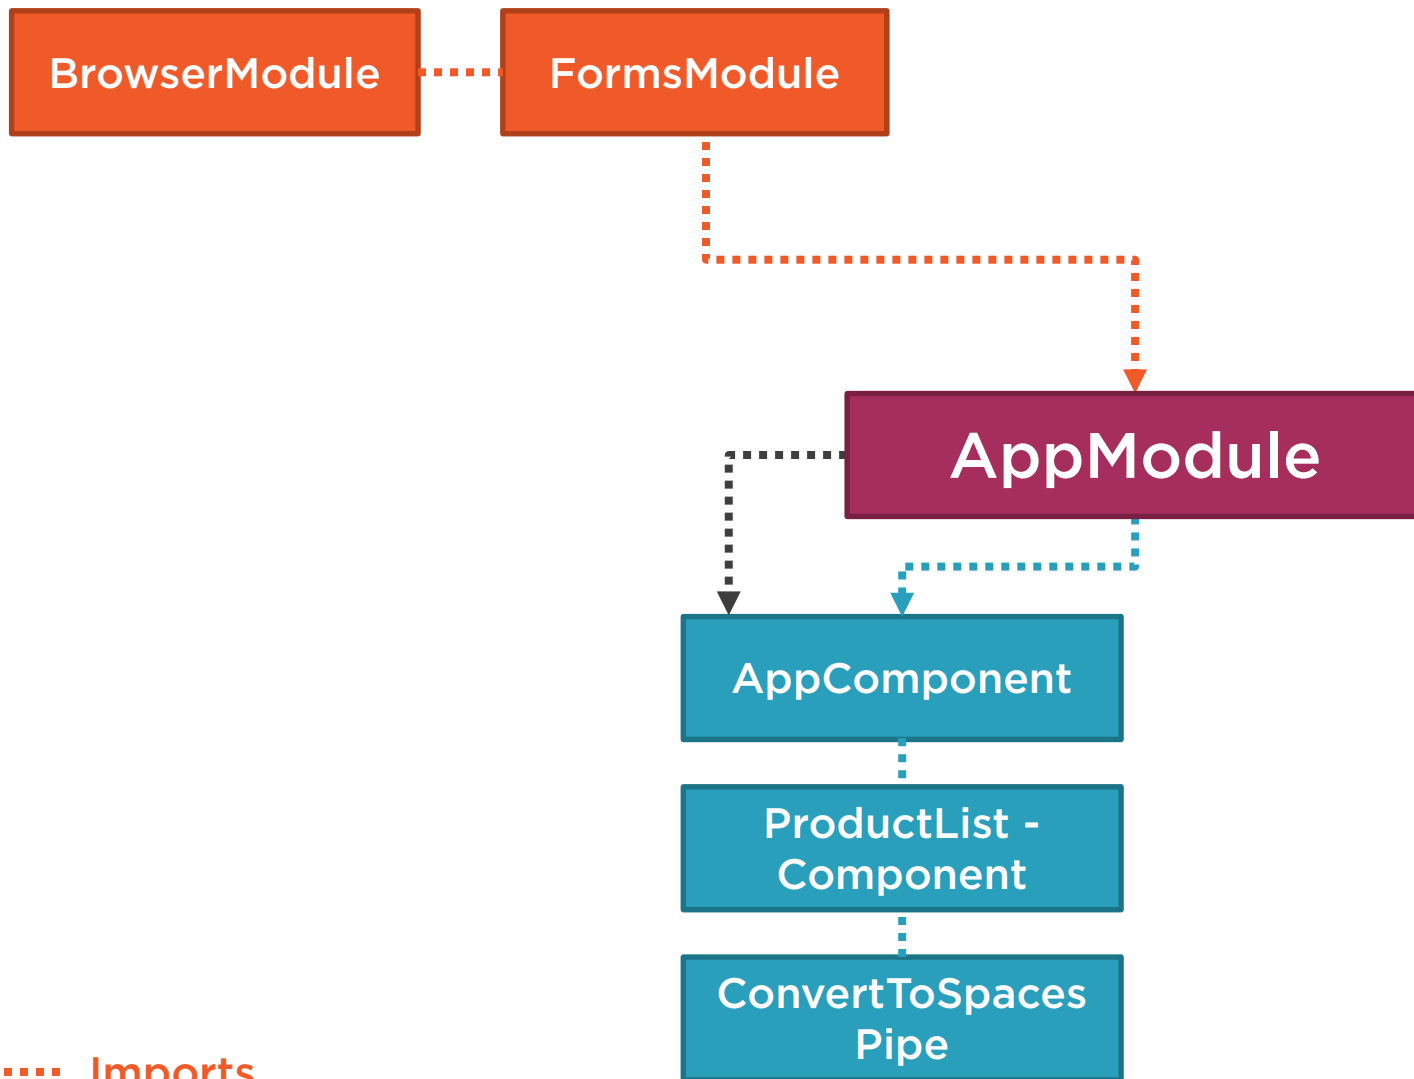 BrowserModule
FormsModule
AppModule
AppComponent
ProductList -
Component
ConvertToSpaces
Pipe
Imports